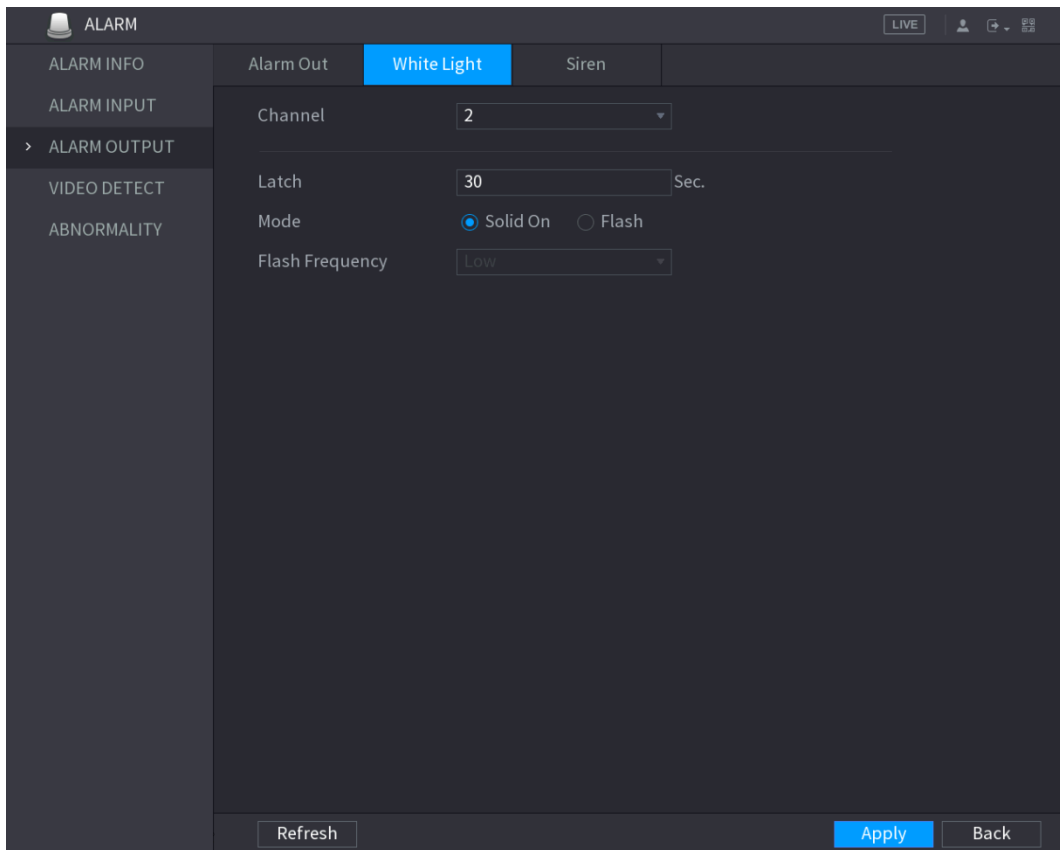 ALARM
LIVE
ALARM INFO
ALARM INPUT
> ALARM OUTPUT
VIDEO DETECT
ABNORMALITY
Alarm Out White Light Siren
Channel 2
Latch 30 Sec.
Mode Solid On Flash
Flash Frequency Low
Refresh Apply Back